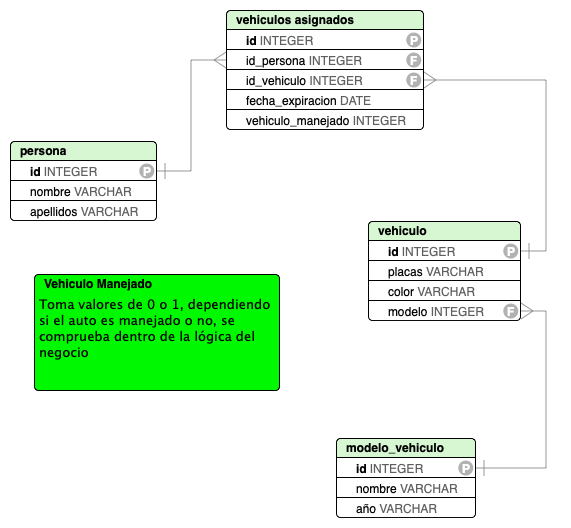 vehiculos asignados
id INTEGER P
id_persona INTEGER F
id_vehiculo INTEGER F
fecha_expiracion DATE
vehiculo_manejado INTEGER
persona
id INTEGER P
nombre VARCHAR
apellidos VARCHAR
vehiculo
id INTEGER P
placas VARCHAR
color VARCHAR
modelo INTEGER F
Vehiculo Manejado
Toma valores de 0 o 1, dependiendo
si el auto es manejado o no, se
comprueba dentro de la lógica del
negocio
modelo_vehiculo
id INTEGER P
nombre VARCHAR
año VARCHAR